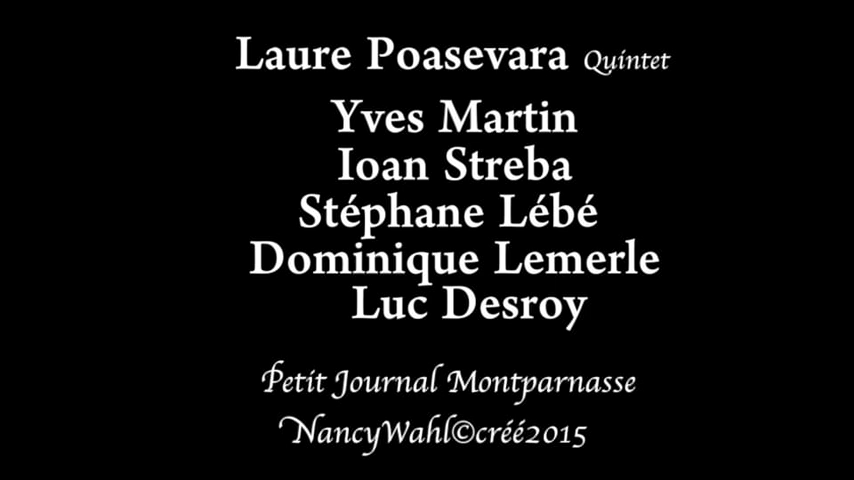 Laure Poasevara Quintet
Yves Martin
Ioan Streba
Stéphane Lébé
Dominique Lemerle
Luc Desroy
Petit Journal Montparnasse
NancyWahl©créé2015